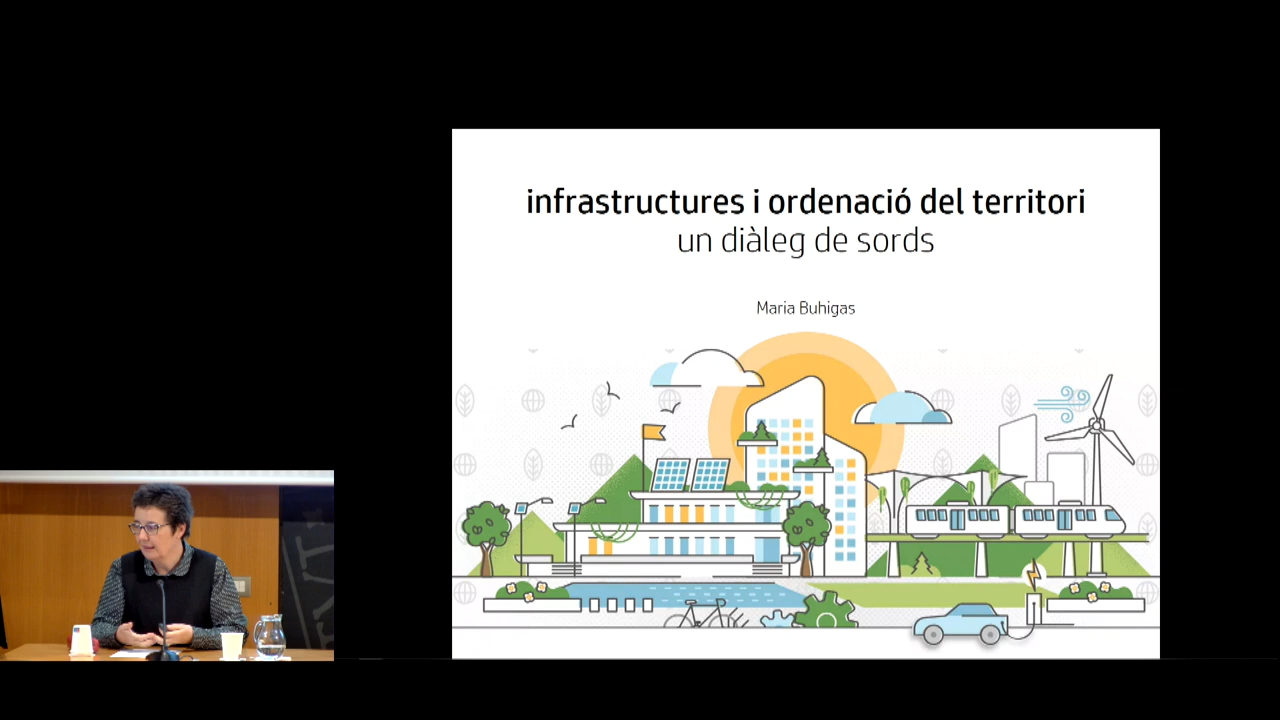 infrastructures i ordenació del territori
un diàleg de sords
Maria Buhigas